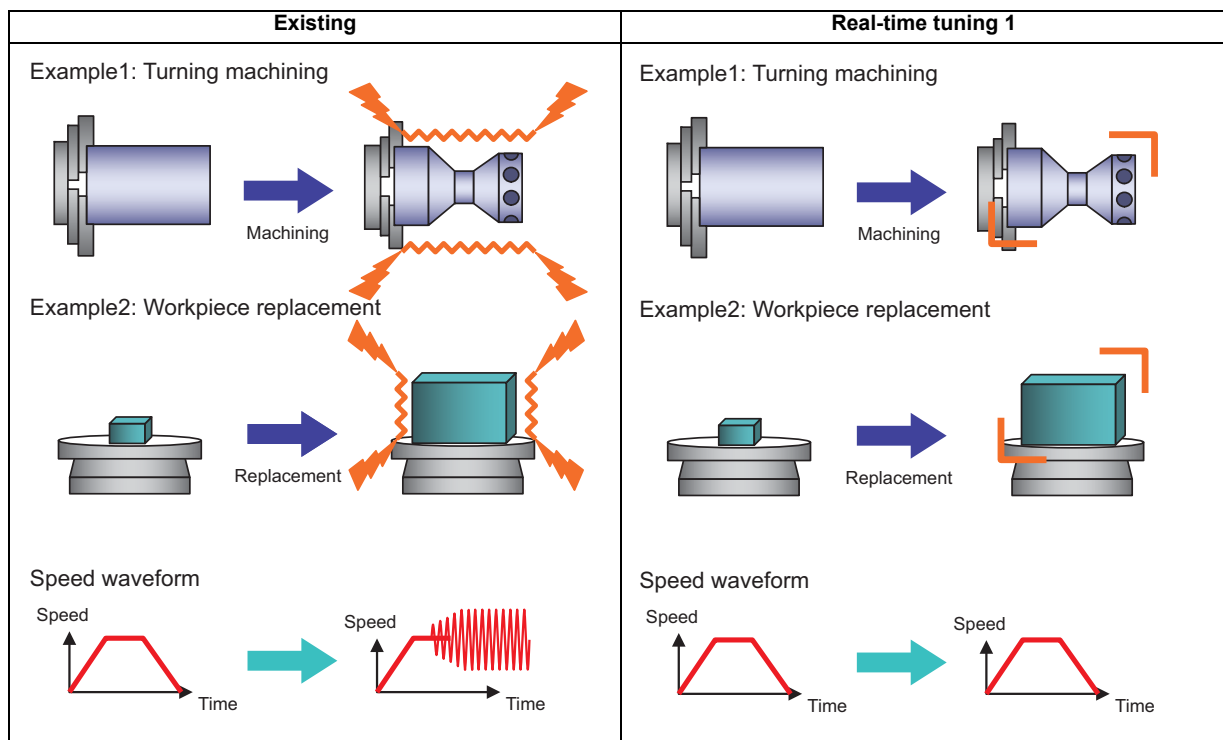 Existing
Real-time tuning 1
Example1: Turning machining
Machining
Example2: Workpiece replacement
Replacement
Speed waveform
Speed
Time
Speed
Time
Example1: Turning machining
Machining
Example2: Workpiece replacement
Replacement
Speed waveform
Speed
Time
Speed
Time